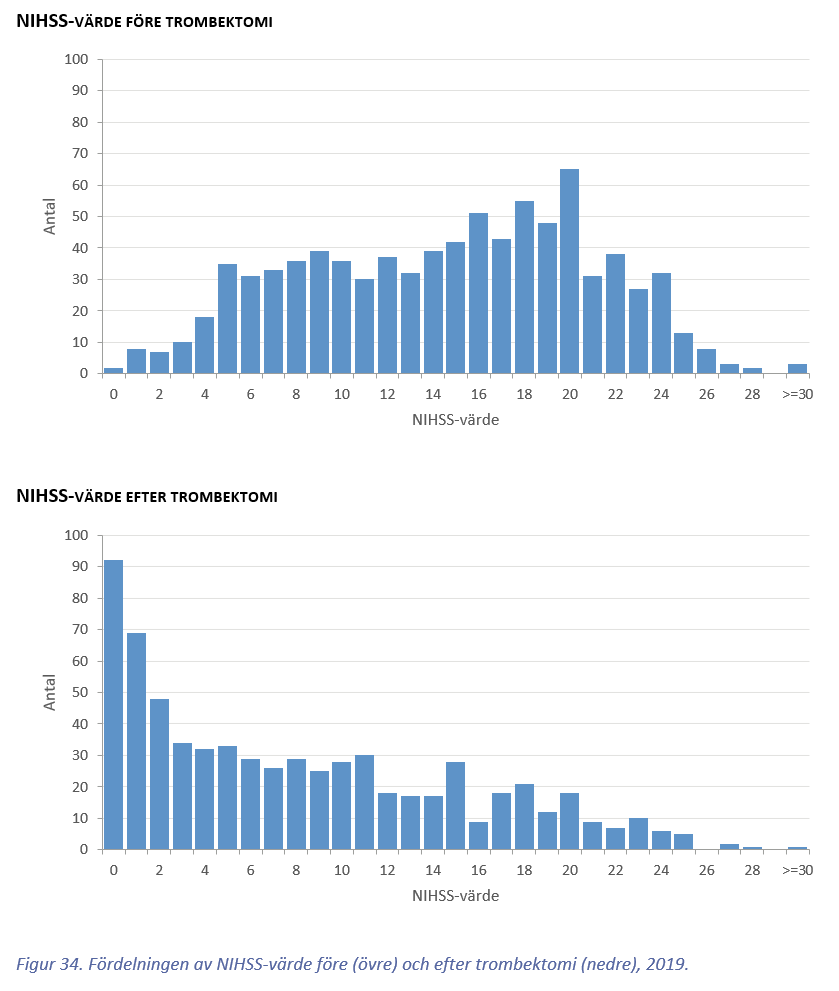 NIHSS-VÄRDE FÖRE TROMBEKTOMI
100
90
80
70
60
50
40
30
20
10
0
Antal
0 2 4 6 8 10 12 14 16 18 20 22 24 26 28 >=30
NIHSS-värde
NIHSS-VÄRDE EFTER TROMBEKTOMI
100
90
80
70
60
50
40
30
20
10
0
Antal
0 2 4 6 8 10 12 14 16 18 20 22 24 26 28 >=30
NIHSS-värde
Figur 34. Fördelningen av NIHSS-värde före (övre) och efter trombektomi (nedre), 2019.